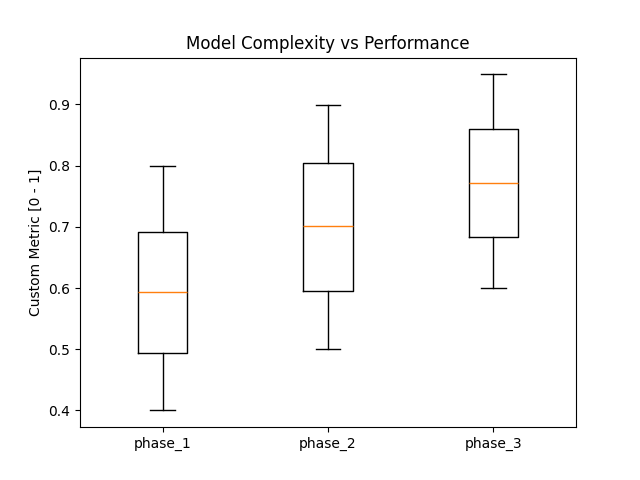 Model Complexity vs Performance
Custom Metric [0 - 1]
0.9
0.8
0.7
0.6
0.5
0.4
phase_1 phase_2 phase_3